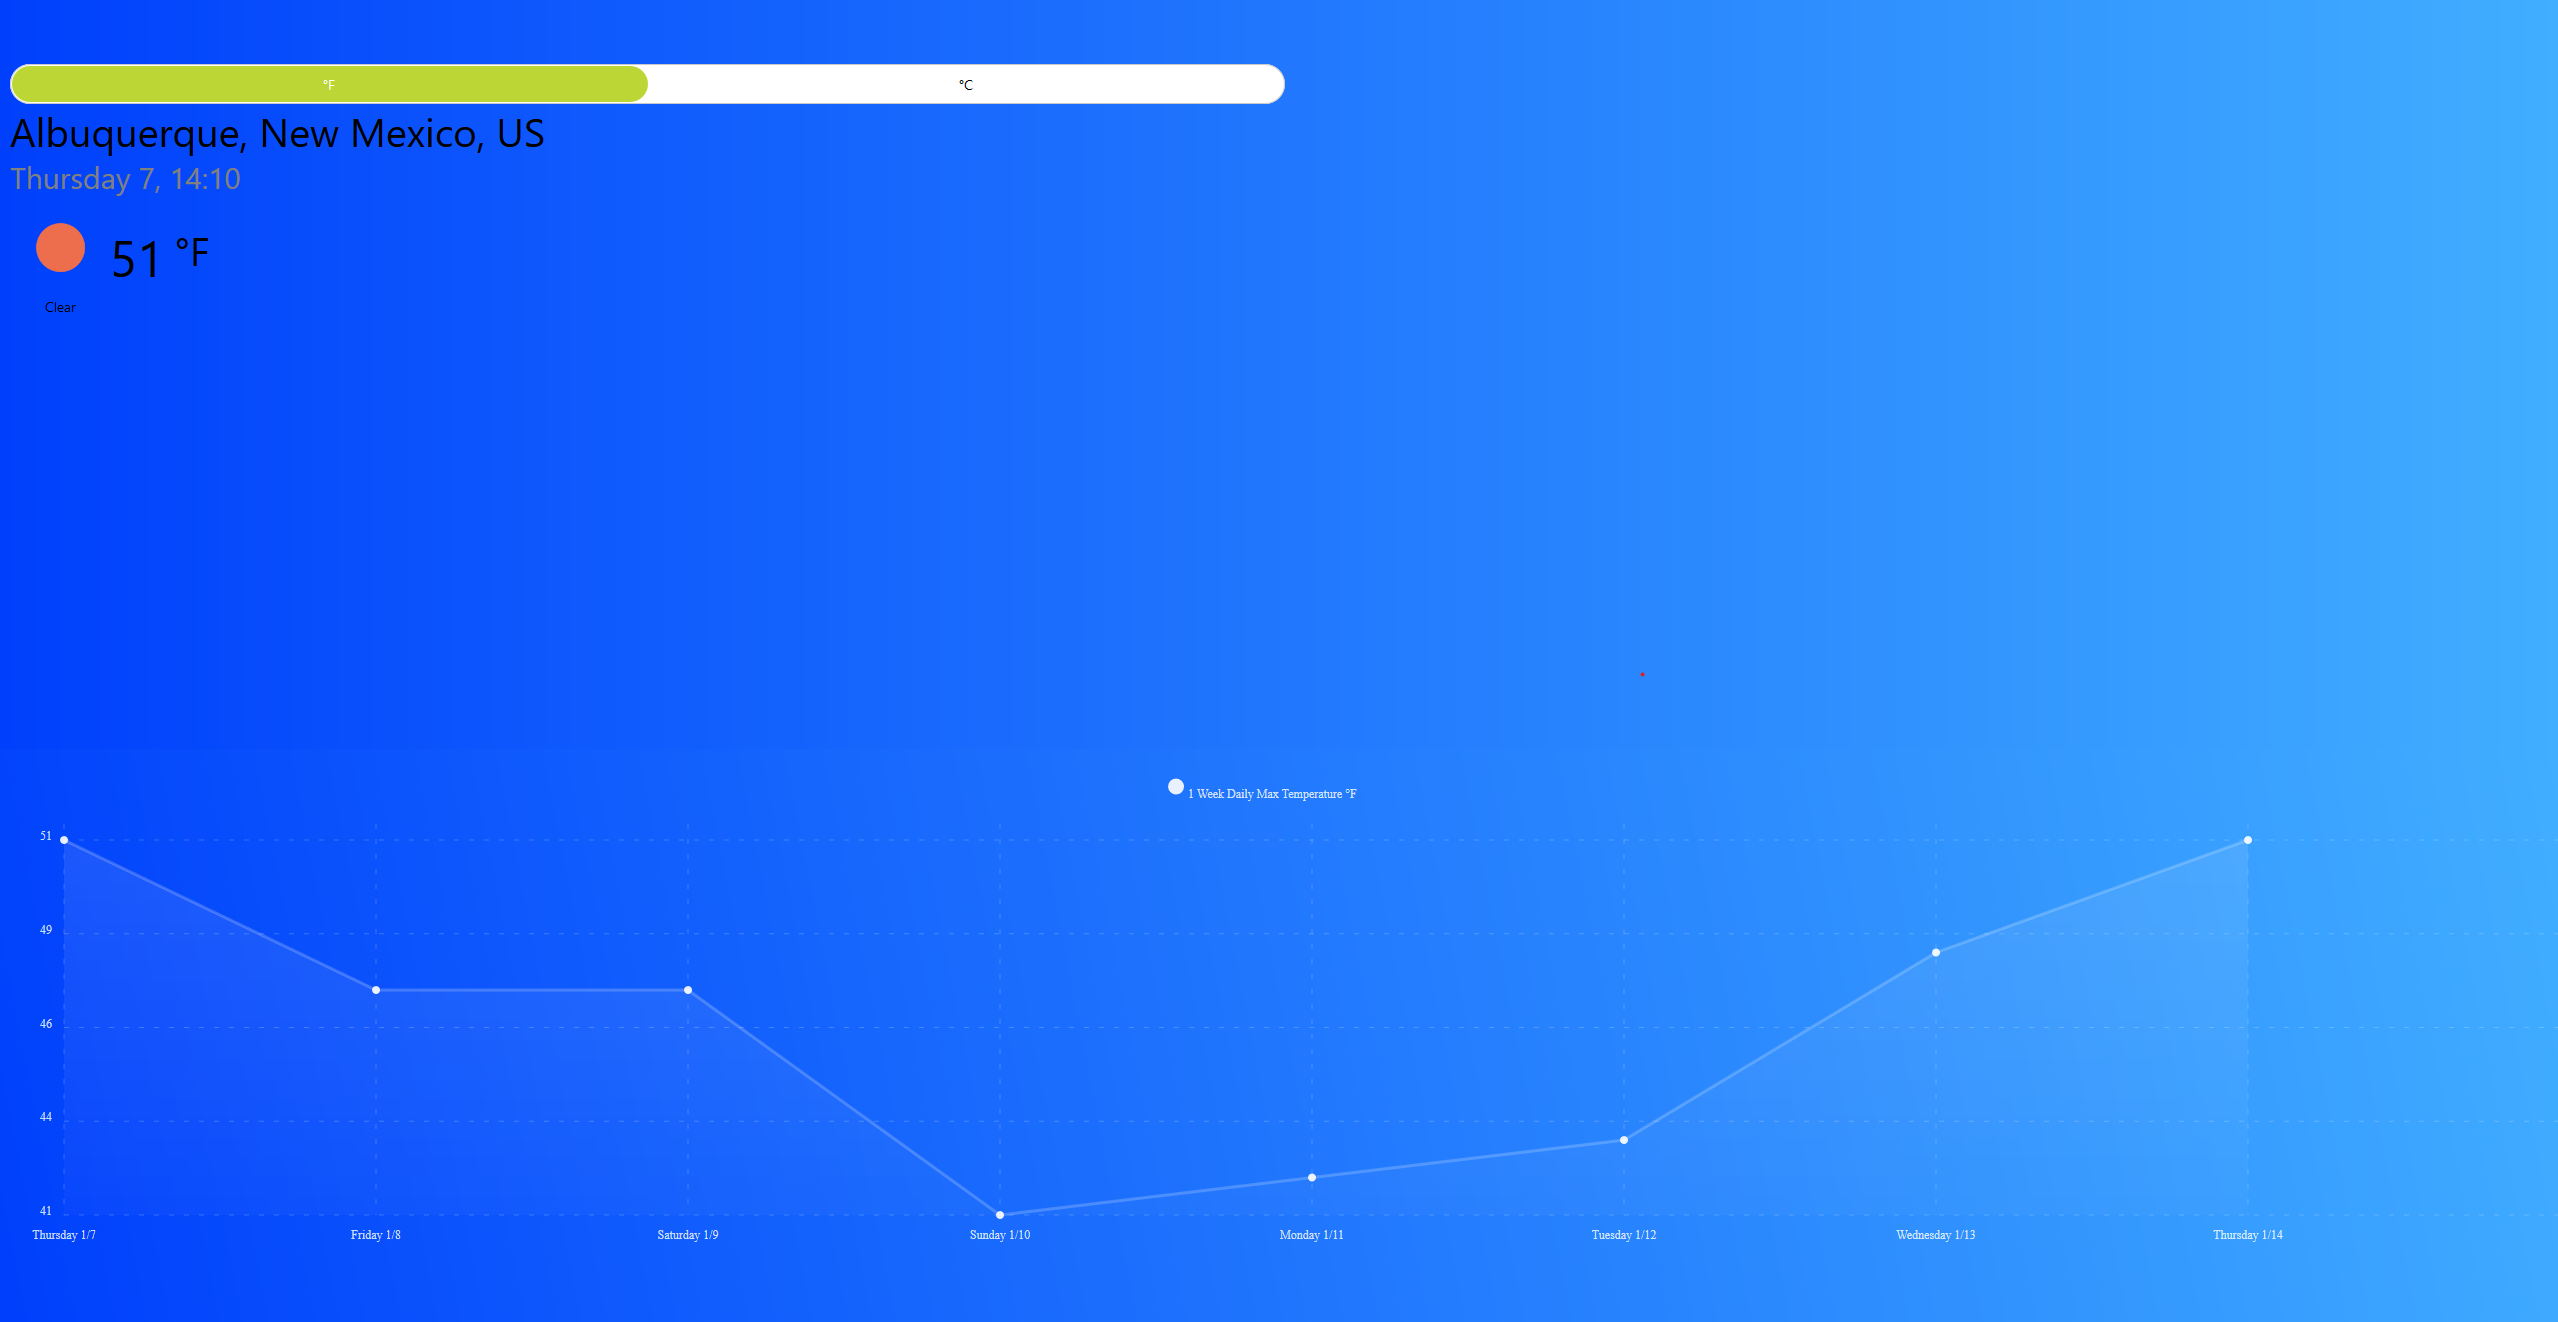 °F
°C
Albuquerque, New Mexico, US
Thursday 7, 14:10
51 °F
Clear
1 Week Daily Max Temperature °F
51
49
46
44
41
Thursday 1/7
Friday 1/8
Saturday 1/9
Sunday 1/10
Monday 1/11
Tuesday 1/12
Wednesday 1/13
Thursday 1/14